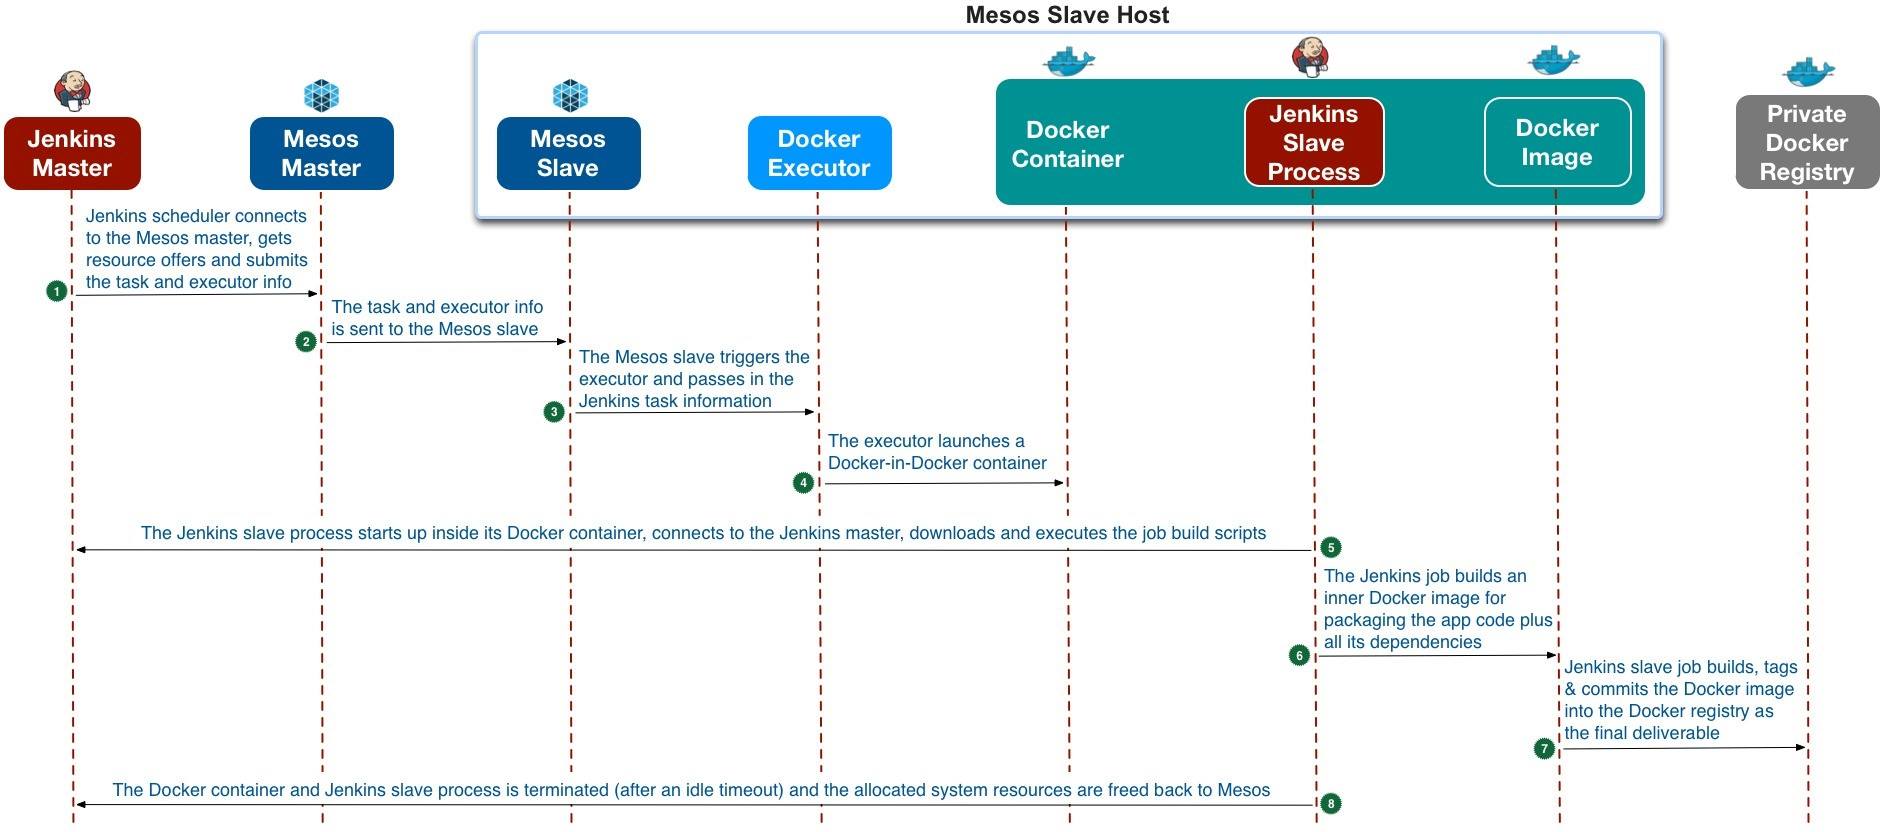 Mesos Slave Host
Jenkins
Master
Mesos
Master
Mesos
Slave
Docker
Executor
Docker
Container
Jenkins
Slave
Process
Docker
Image
Private
Docker
Registry
Jenkins scheduler connects
to the Mesos master, gets
resource offers and submits
the task and executor info
1
The task and executor info
is sent to the Mesos slave
2
The Mesos slave triggers the
executor and passes in the
Jenkins task information
3
The executor launches a
Docker-in-Docker container
4
The Jenkins slave process starts up inside its Docker container, connects to the Jenkins master, downloads and executes the job build scripts
5
The Jenkins job builds an
inner Docker image for
packaging the app code plus
all its dependencies
6
Jenkins slave job builds, tags
& commits the Docker image
into the Docker registry as
the final deliverable
7
The Docker container and Jenkins slave process is terminated (after an idle timeout) and the allocated system resources are freed back to Mesos
8